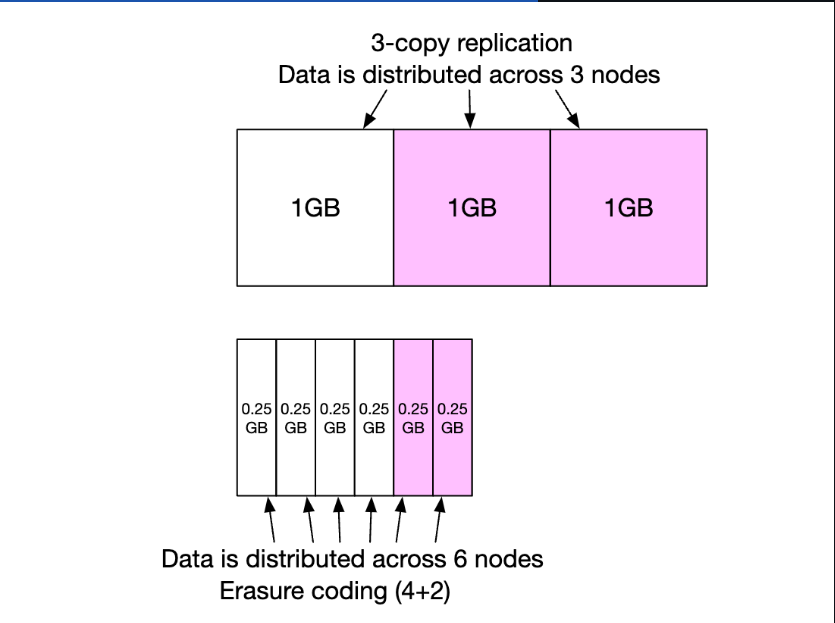 3-copy replication
Data is distributed across 3 nodes
1GB
1GB
1GB
0.25
GB
0.25
GB
0.25
GB
0.25
GB
0.25
GB
0.25
GB
Data is distributed across 6 nodes
Erasure coding (4+2)